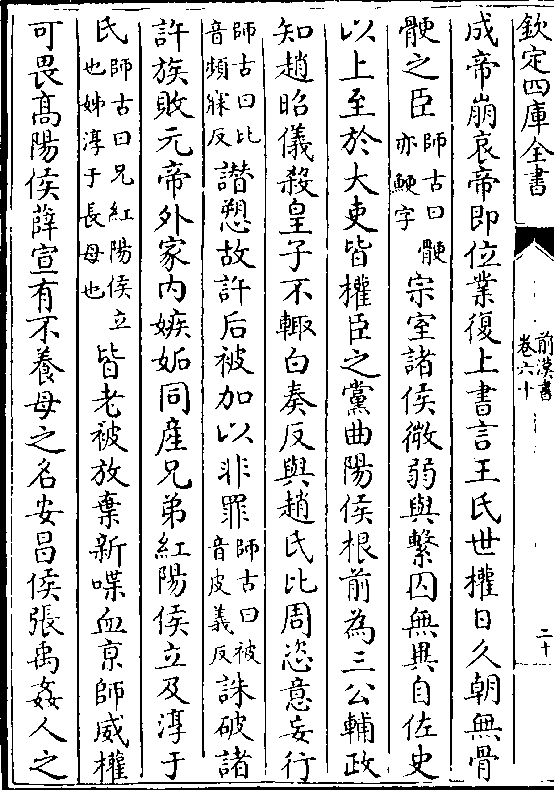 欽定四庫全書
前漢書
卷六十
二十
成帝崩哀帝即位業復上書言王氏世權日久朝無骨
骾之臣師古曰骾亦鯁字宗室諸侯微弱與繫囚無異自佐史
以上至於大吏皆權臣之黨曲陽侯根前為三公輔政
知趙昭儀殺皇子不輒白奏反與趙氏比周恣意妄行
師古曰比音頻寐反譖愬故許后被加以非罪師古曰被音皮義反誅破諸
許族敗元帝外家内嫉妬同産兄弟紅陽侯立及淳于
氏師古曰兄紅陽侯立也姊淳于長母也皆老被放棄新喋血京師威權
可畏髙陽侯薛宣有不養母之名安昌侯張禹姦人之